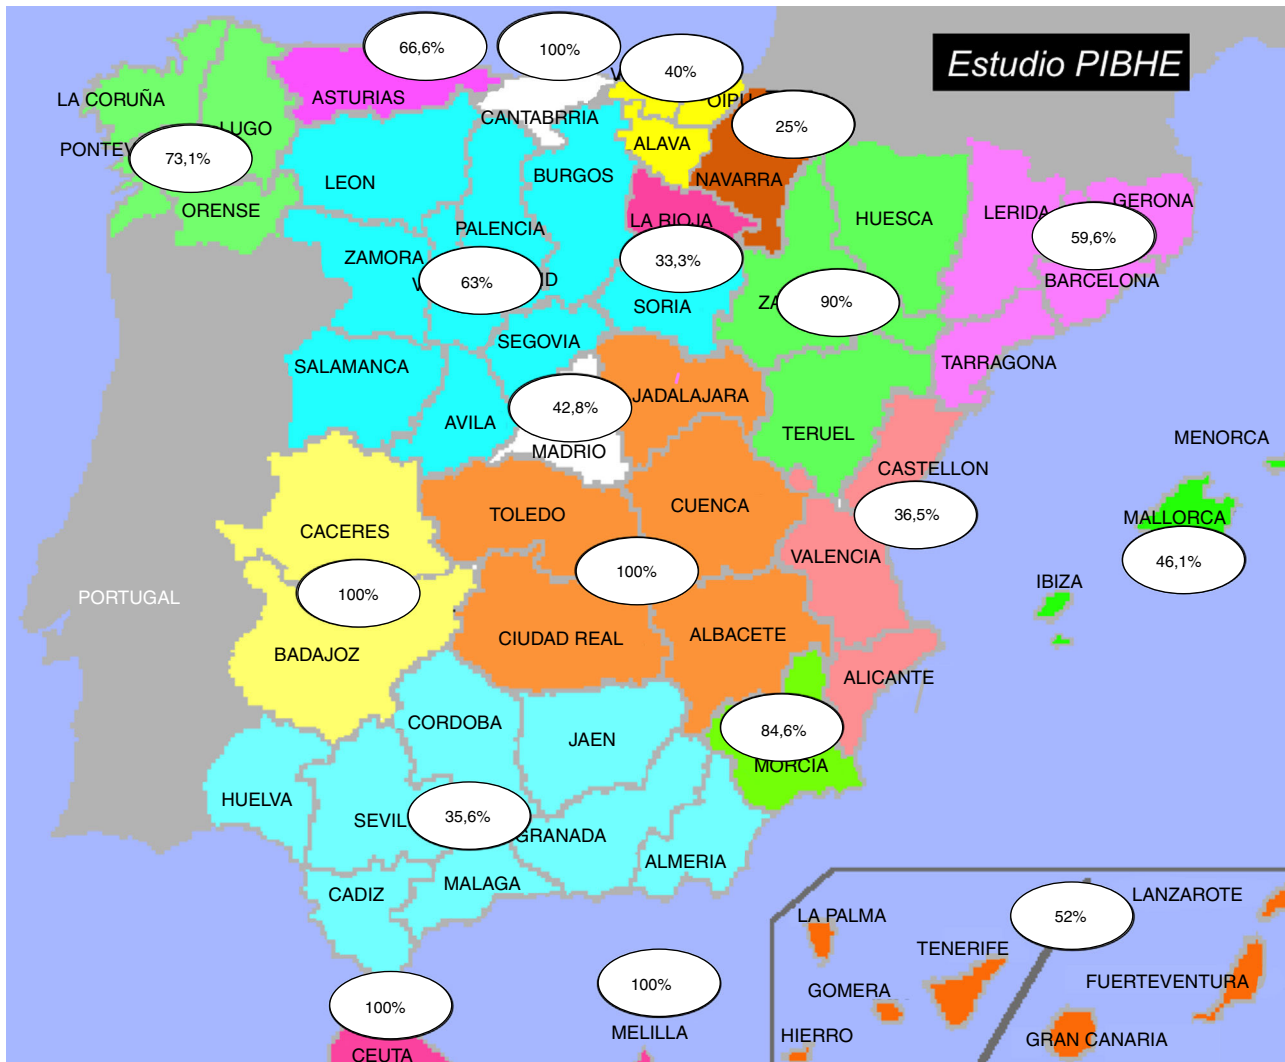 66,6%
100%
40%
Estudio PIBHE
LA CORUÑA
ASTURIAS
CANTABRRIA
25%
LUGO
ALAVA
73,1%
NAVARRA
BURGOS
LEON
ORENSE
LA RIOJA
HUESCA
LERIDA
GERONA
PALENCIA
59,6%
ZAMORA
33,3%
63%
BARCELONA
SORIA
90%
SEGOVIA
SALAMANCA
TARRAGONA
JADALAJARA
42,8%
AVILA
TERUEL
MADRIO
MENORCA
CASTELLON
TOLEDO
CUENCA
36,5%
MALLORCA
CACERES
VALENCIA
46,1%
100%
IBIZA
PORTUGAL
100%
CIUDAD REAL
ALBACETE
BADAJOZ
ALICANTE
CORDOBA
84,6%
JAEN
MORCIA
HUELVA
SEVIL
35,6%
GRANADA
ALMERIA
MALAGA
CADIZ
LANZAROTE
LA PALMA
52%
TENERIFE
FUERTEVENTURA
100%
100%
GOMERA
MELILLA
HIERRO
GRAN CANARIA
CEUTA